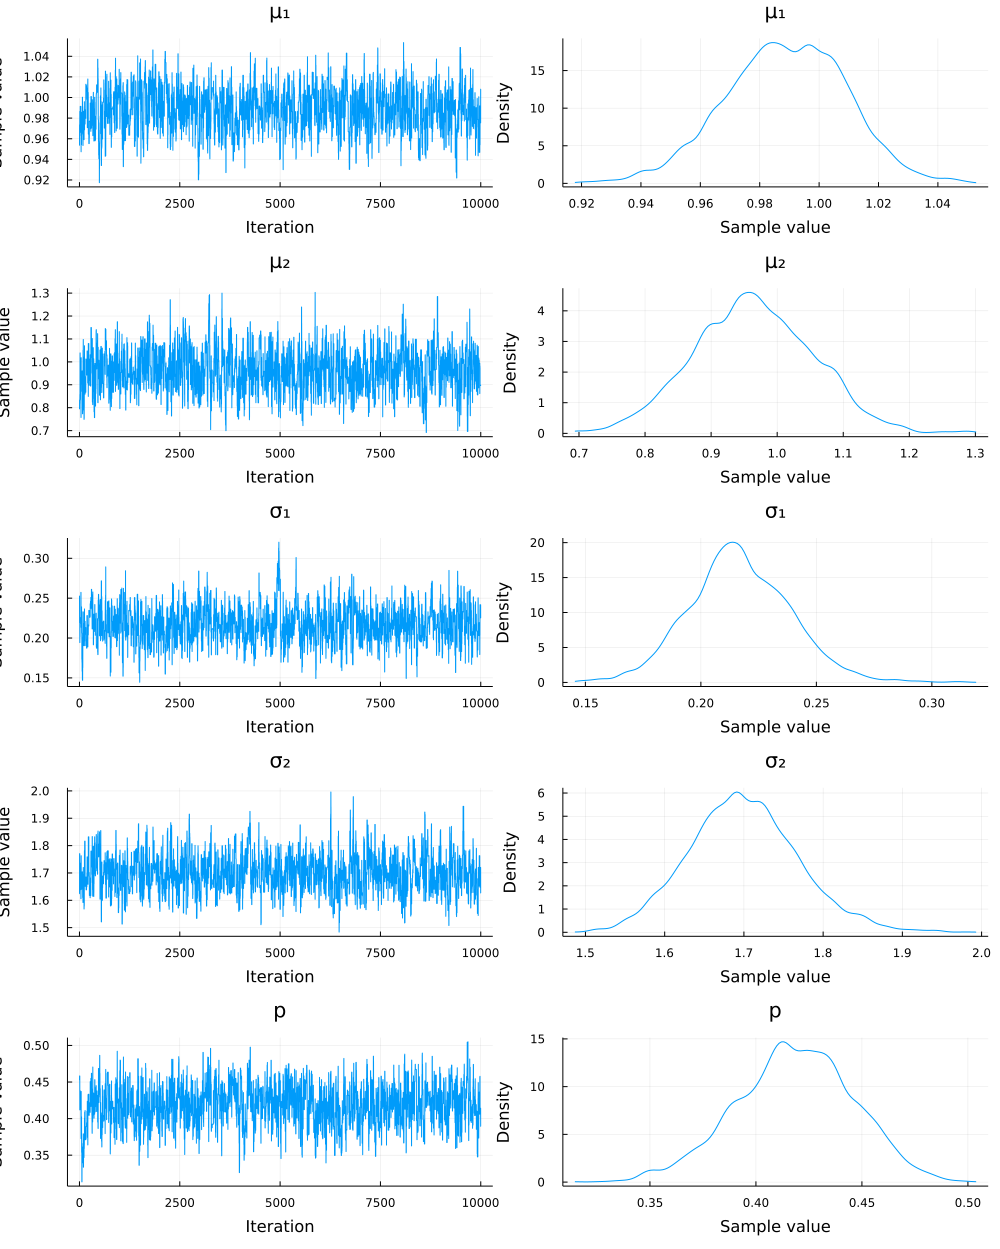 μ₁
μ₁
1.04
1.02
1.00
0.98
0.96
0.94
0.92
Sample value
0 2500 5000 7500 10000
Iteration
15
10
5
0
Density
0.92 0.94 0.96 0.98 1.00 1.02 1.04
Sample value
μ₂
μ₂
1.3
1.2
1.1
1.0
0.9
0.8
0.7
Sample value
0 2500 5000 7500 10000
Iteration
4
3
2
1
0
Density
0.7 0.8 0.9 1.0 1.1 1.2 1.3
Sample value
σ₁
σ₁
0.30
0.25
0.20
0.15
Sample value
0 2500 5000 7500 10000
Iteration
20
15
10
5
0
Density
0.15 0.20 0.25 0.30
Sample value
σ₂
σ₂
2.0
1.9
1.8
1.7
1.6
1.5
Sample value
0 2500 5000 7500 10000
Iteration
6
5
4
3
2
1
0
Density
1.5 1.6 1.7 1.8 1.9 2.0
Sample value
p
p
0.50
0.45
0.40
0.35
Sample value
0 2500 5000 7500 10000
Iteration
15
10
5
0
Density
0.35 0.40 0.45 0.50
Sample value